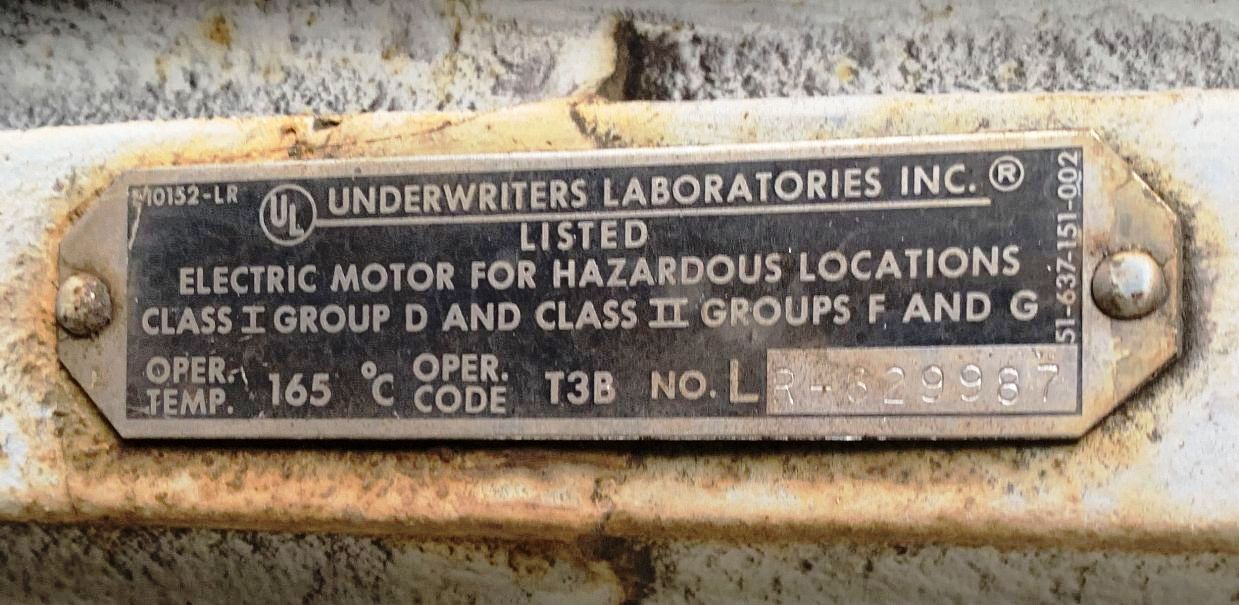 M0152-LR
UL UNDERWRITERS LABORATORIES INC. ®
LISTED
ELECTRIC MOTOR FOR HAZARDOUS LOCATIONS
CLASS I GROUP D AND CLASS II GROUPS F AND G
OPER. TEMP. 165 °C OPER. CODE T3B NO. LR-629987
51-637-151-002